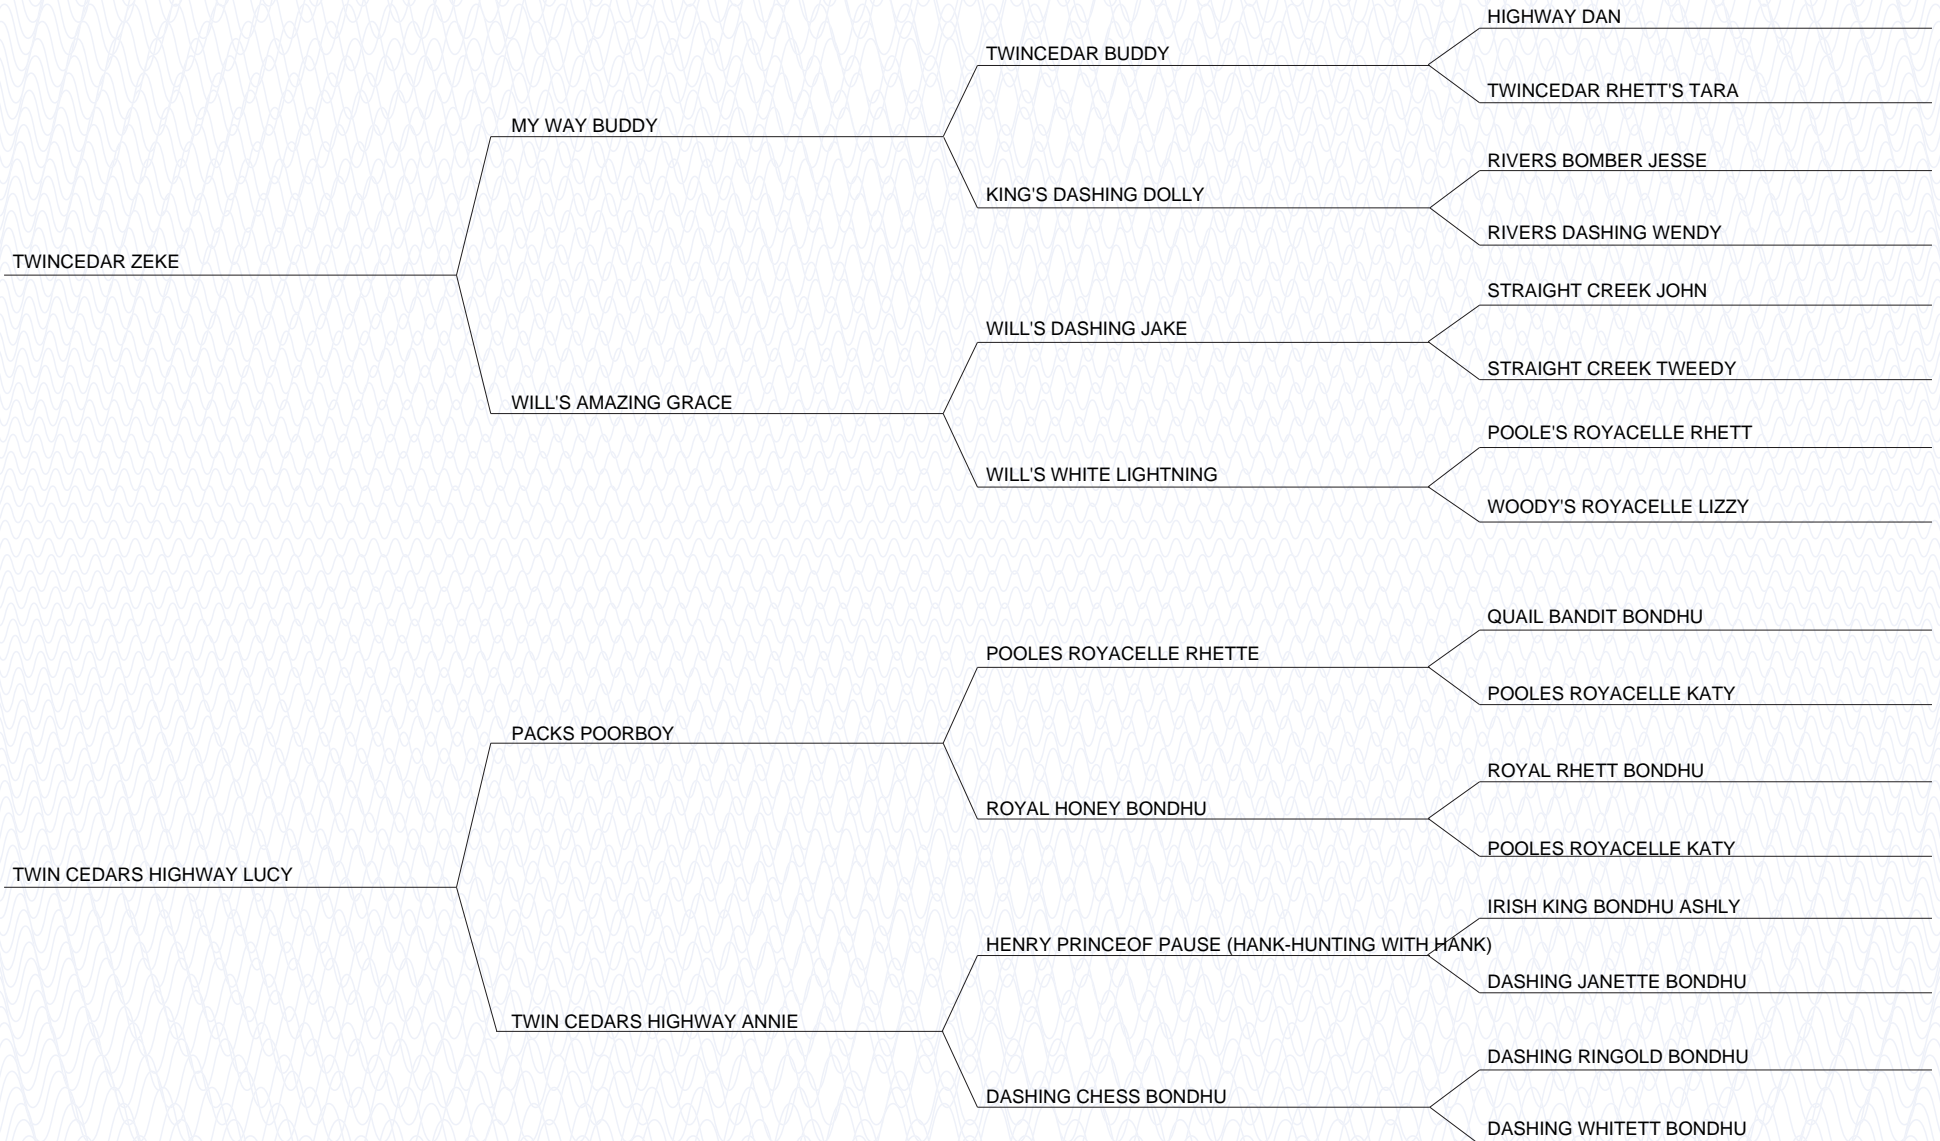 HIGHWAY DAN
TWINCEDAR BUDDY
TWINCEDAR RHETT'S TARA
MY WAY BUDDY
RIVERS BOMBER JESSE
KING'S DASHING DOLLY
RIVERS DASHING WENDY
TWINCEDAR ZEKE
STRAIGHT CREEK JOHN
WILL'S DASHING JAKE
STRAIGHT CREEK TWEEDY
WILL'S AMAZING GRACE
POOLE'S ROYACELLE RHETT
WILL'S WHITE LIGHTNING
WOODY'S ROYACELLE LIZZY
QUAIL BANDIT BONDHU
POOLES ROYACELLE RHETTE
POOLES ROYACELLE KATY
PACKS POORBOY
ROYAL RHETT BONDHU
ROYAL HONEY BONDHU
POOLES ROYACELLE KATY
TWIN CEDARS HIGHWAY LUCY
IRISH KING BONDHU ASHLY
HENRY PRINCEOF PAUSE (HANK-HUNTING WITH HANK)
DASHING JANETTE BONDHU
TWIN CEDARS HIGHWAY ANNIE
DASHING RINGOLD BONDHU
DASHING CHESS BONDHU
DASHING WHITETT BONDHU